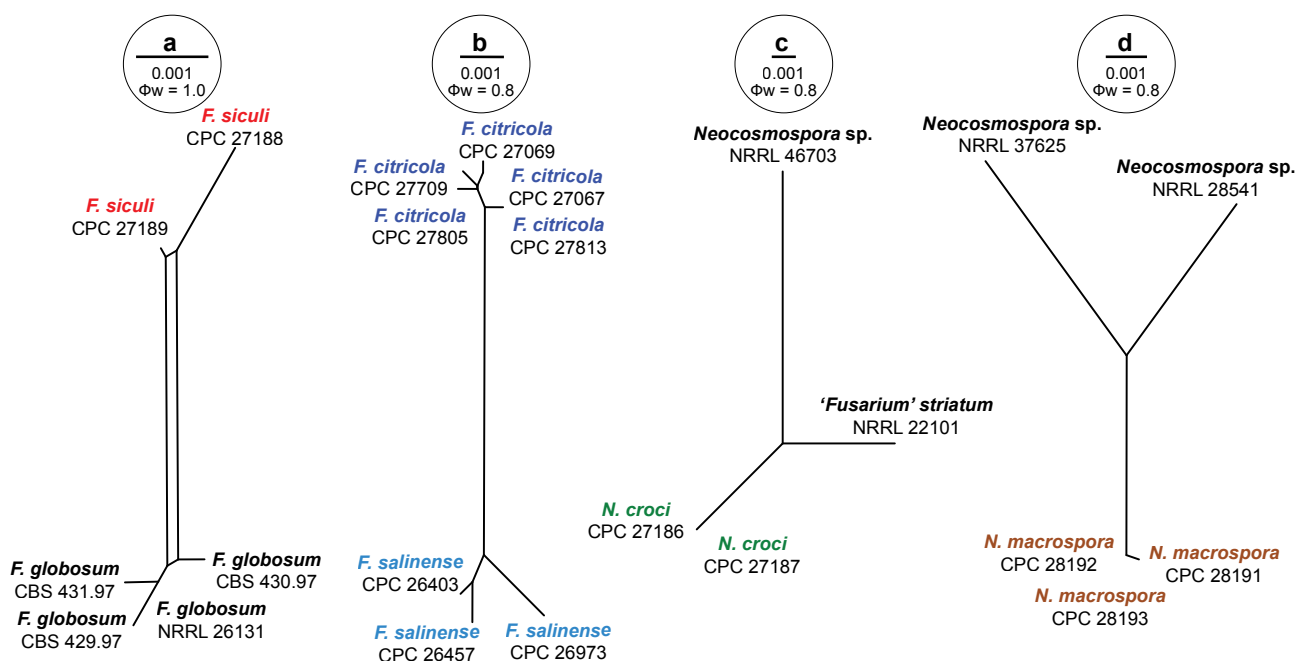 a
0.001
Φw = 1.0
F. siculi
CPC 27188
F. siculi
CPC 27189
F. globosum
CBS 431.97
F. globosum
CBS 430.97
F. globosum
CBS 429.97
F. globosum
NRRL 26131
b
0.001
Φw = 0.8
F. citricola
CPC 27069
F. citricola
CPC 27709
F. citricola
CPC 27067
F. citricola
CPC 27805
F. citricola
CPC 27813
F. salinense
CPC 26403
F. salinense
CPC 26457
F. salinense
CPC 26973
c
0.001
Φw = 0.8
Neocosmospora sp.
NRRL 46703
‘Fusarium’ striatum
NRRL 22101
N. croci
CPC 27186
N. croci
CPC 27187
d
0.001
Φw = 0.8
Neocosmospora sp.
NRRL 37625
Neocosmospora sp.
NRRL 28541
N. macrospora
CPC 28192
N. macrospora
CPC 28191
N. macrospora
CPC 28193